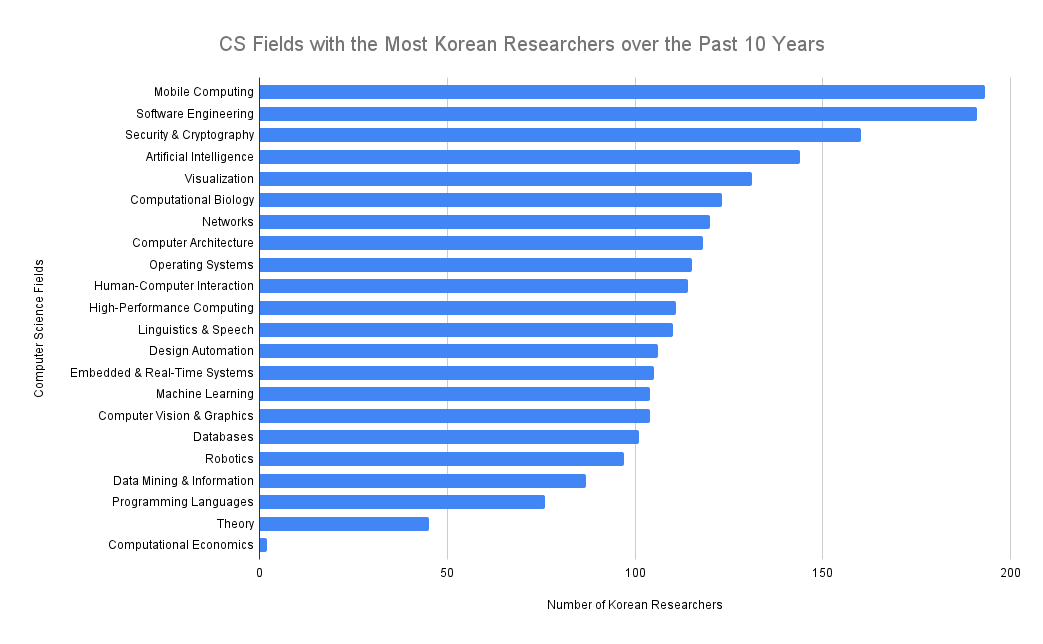 CS Fields with the Most Korean Researchers over the Past 10 Years
Computer Science Fields
Mobile Computing
Software Engineering
Security & Cryptography
Artificial Intelligence
Visualization
Computational Biology
Networks
Computer Architecture
Operating Systems
Human-Computer Interaction
High-Performance Computing
Linguistics & Speech
Design Automation
Embedded & Real-Time Systems
Machine Learning
Computer Vision & Graphics
Databases
Robotics
Data Mining & Information
Programming Languages
Theory
Computational Economics
0 50 100 150 200
Number of Korean Researchers